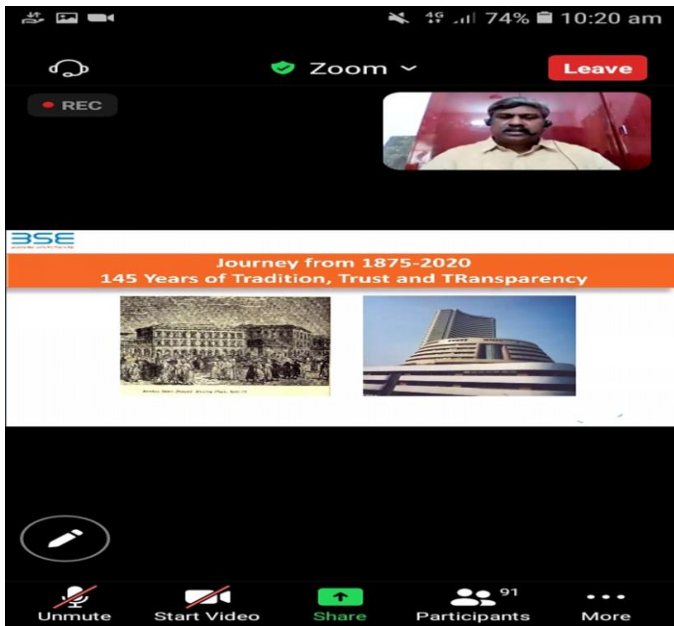 4G 74% 10:20 am
Zoom
Leave
REC
BSE
Journey from 1875-2020
145 Years of Tradition, Trust and TRansparency
91
Unmute
Start Video
Share
Participants
More